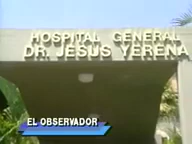 HOSPITAL GENERAL
DR. JESUS YERENA
EL OBSERVADOR